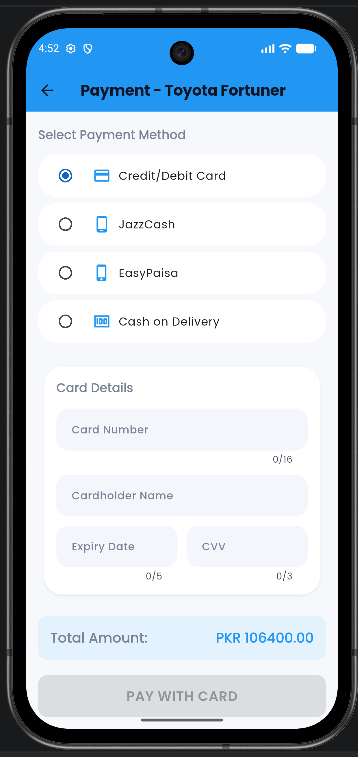 4:52
Payment - Toyota Fortuner
Select Payment Method
Credit/Debit Card
JazzCash
EasyPaisa
100 Cash on Delivery
Card Details
Card Number
0/16
Cardholder Name
Expiry Date CVV
0/5 0/3
Total Amount: PKR 106400.00
PAY WITH CARD